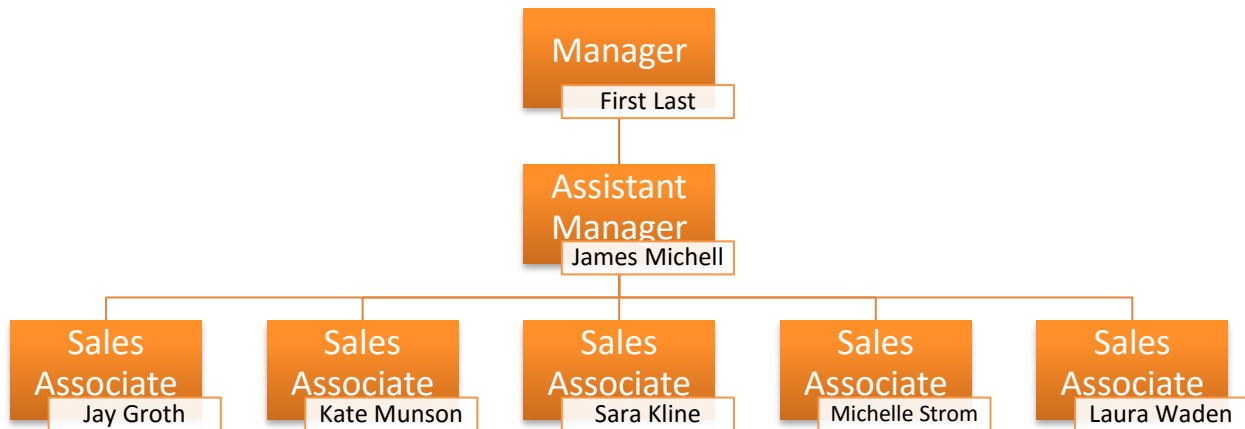 Manager
First Last
Assistant
Manager
James Michell
Sales
Associate
Jay Groth
Sales
Associate
Kate Munson
Sales
Associate
Sara Kline
Sales
Associate
Michelle Strom
Sales
Associate
Laura Waden